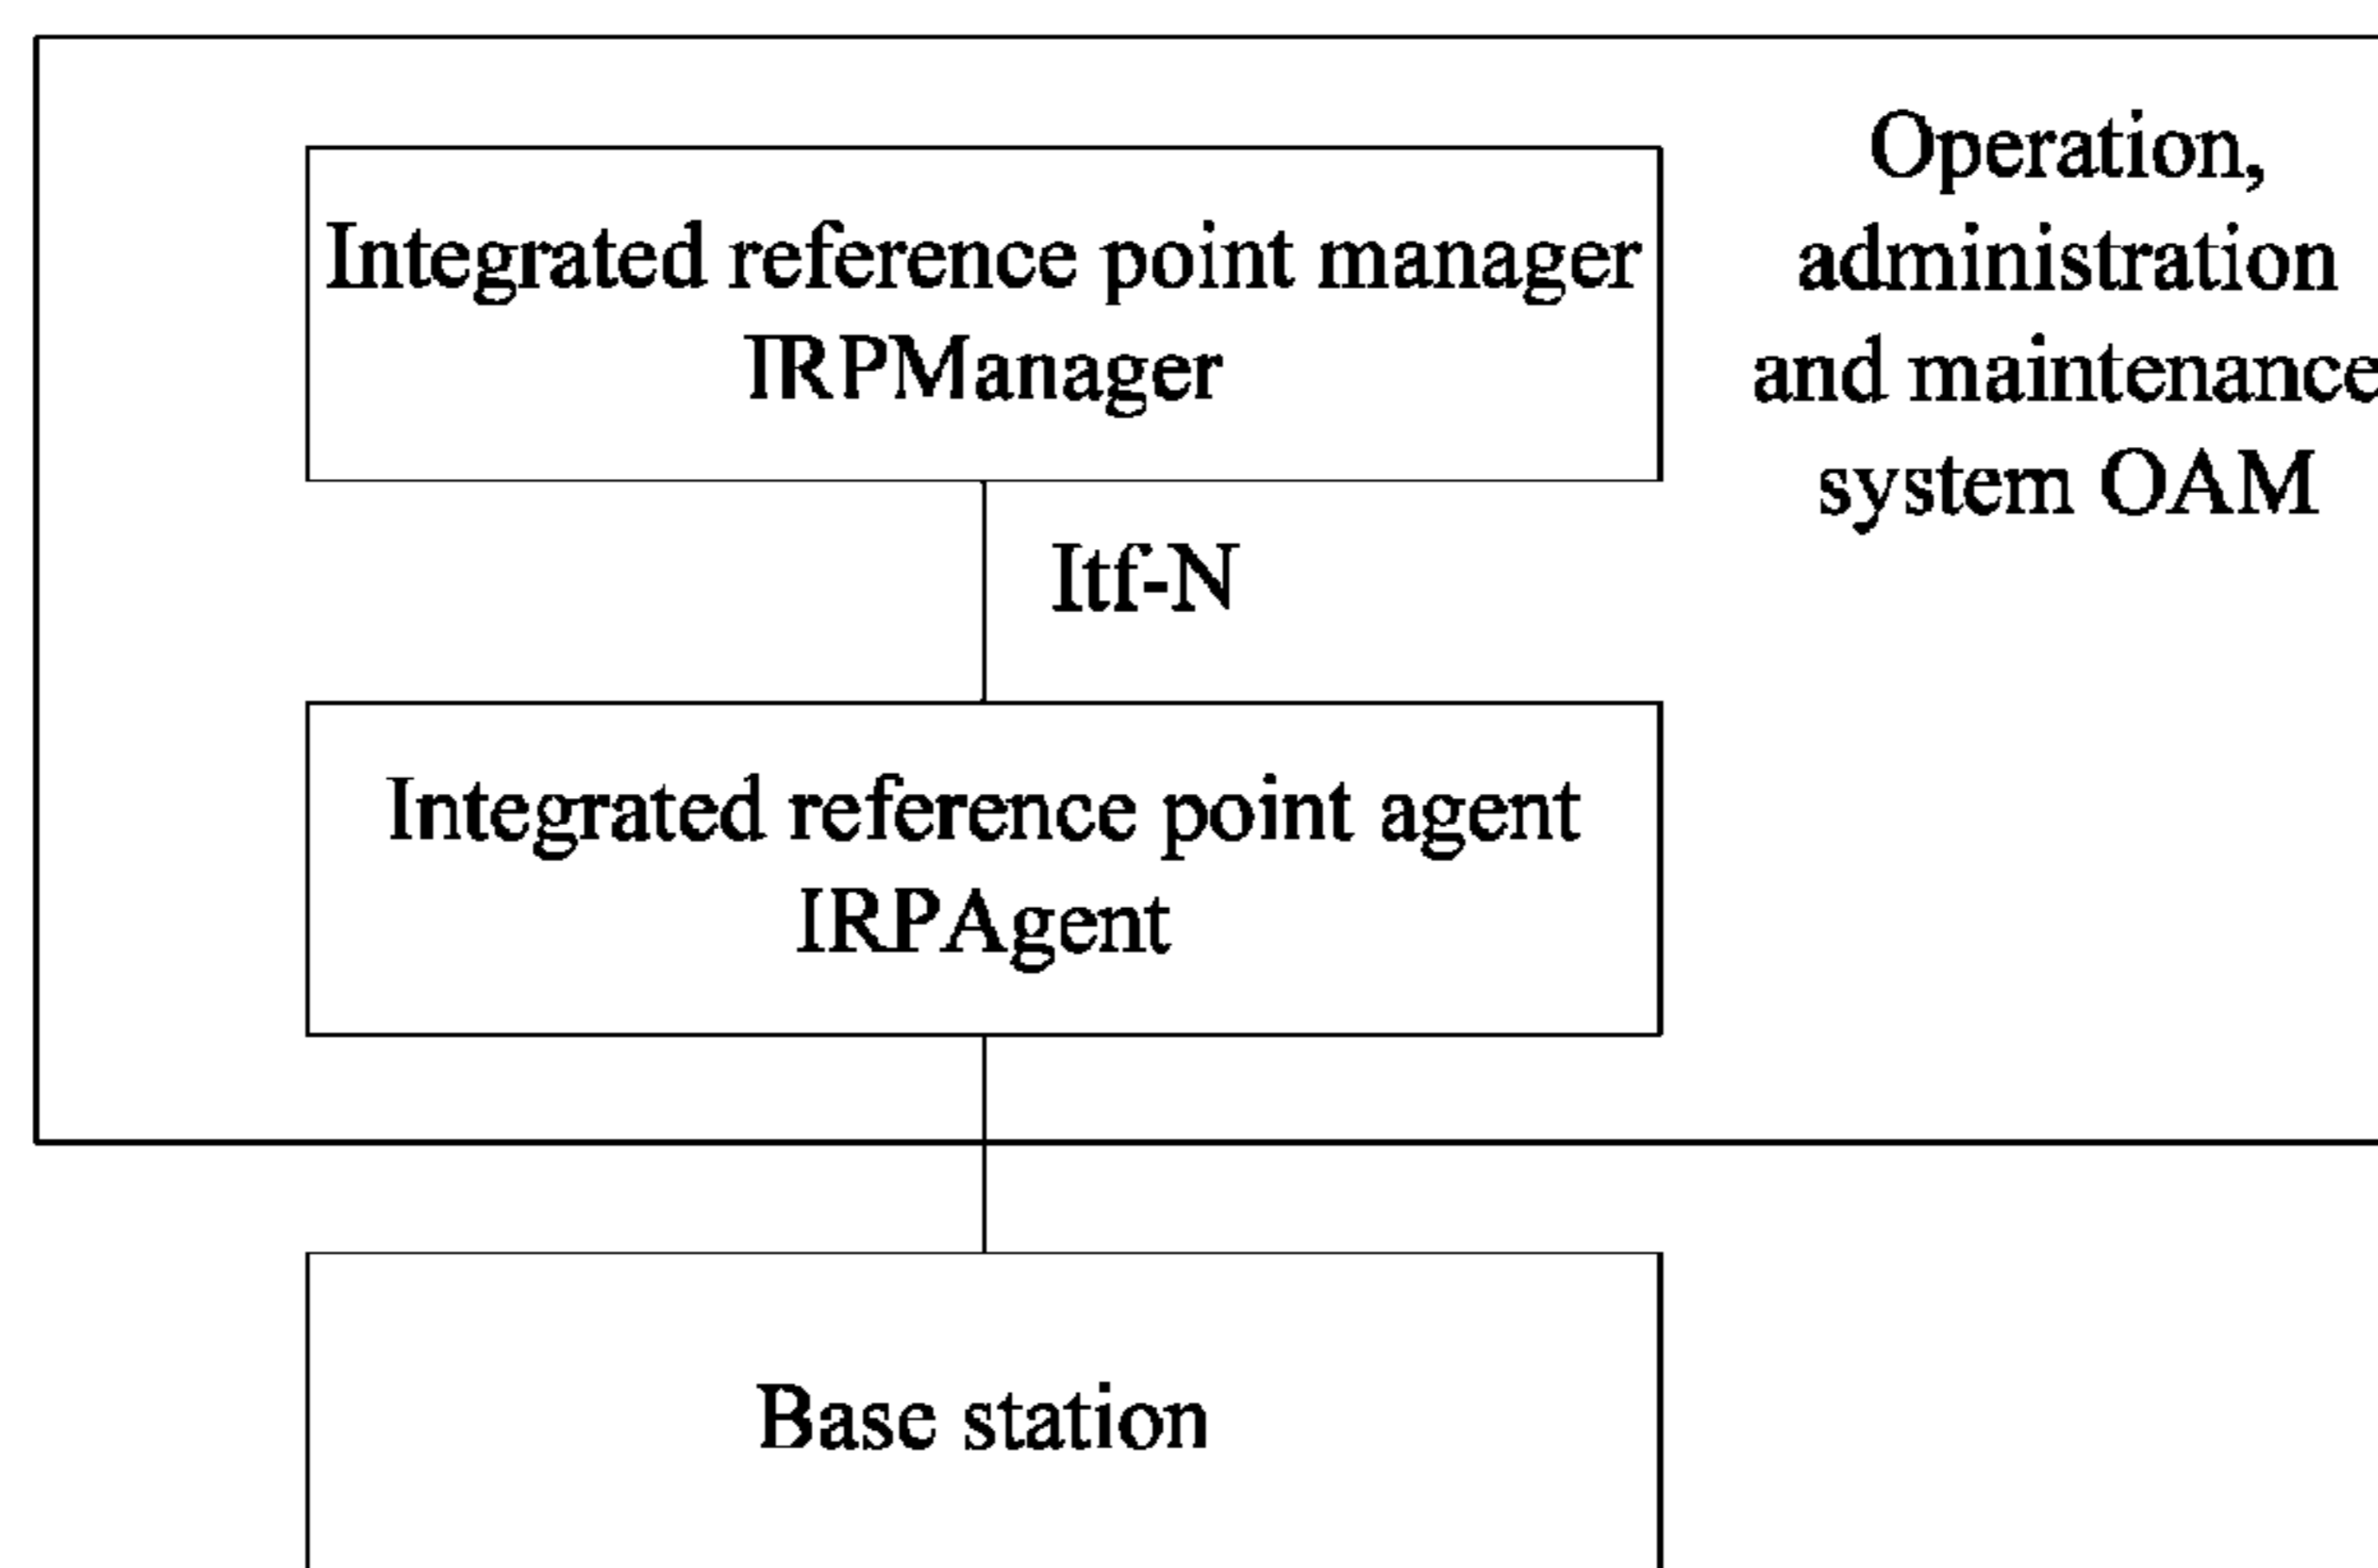 Operation,
administration
and maintenance
system OAM
Integrated reference point manager
IRPManager
Itf-N
Integrated reference point agent
IRPAgent
Base station